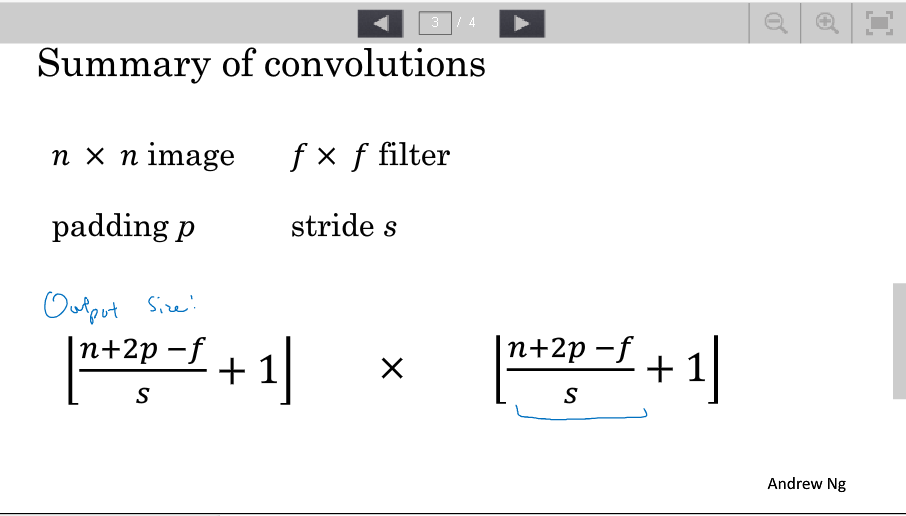 3 / 4
Summary of convolutions
n × n image f × f filter
padding p stride s
Output size:
⌊(n+2p −f)/s + 1⌋ × ⌊(n+2p −f)/s + 1⌋
Andrew Ng